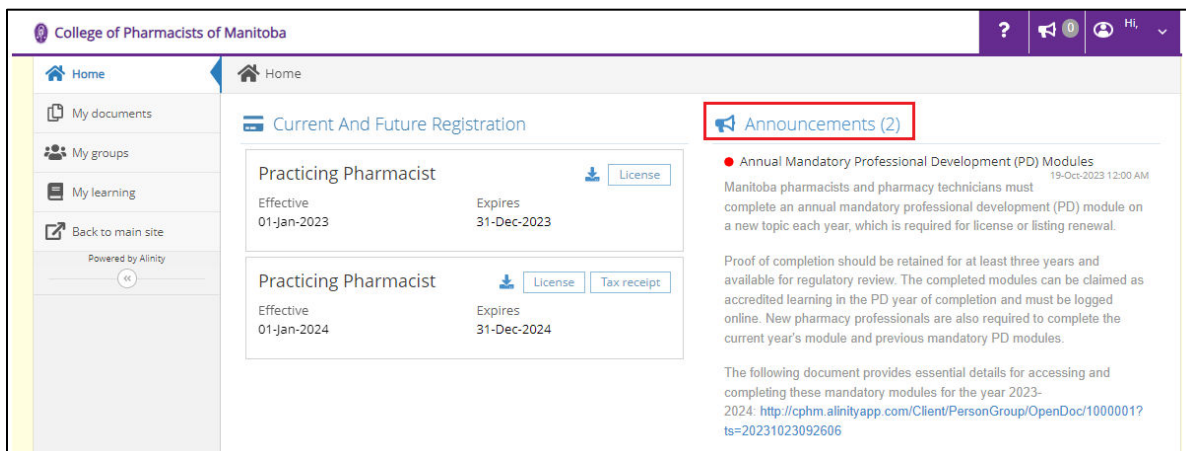 College of Pharmacists of Manitoba
? 0 Hi,
Home
My documents
My groups
My learning
Back to main site
Powered by Alinity
Home
Current And Future Registration
Practicing Pharmacist
License
Effective Expires
01-Jan-2023 31-Dec-2023
Practicing Pharmacist
License Tax receipt
Effective Expires
01-Jan-2024 31-Dec-2024
Announcements (2)
Annual Mandatory Professional Development (PD) Modules
19-Oct-2023 12:00 AM
Manitoba pharmacists and pharmacy technicians must
complete an annual mandatory professional development (PD) module on
a new topic each year, which is required for license or listing renewal.
Proof of completion should be retained for at least three years and
available for regulatory review. The completed modules can be claimed as
accredited learning in the PD year of completion and must be logged
online. New pharmacy professionals are also required to complete the
current year's module and previous mandatory PD modules.
The following document provides essential details for accessing and
completing these mandatory modules for the year 2023-
2024: http://cphm.alinityapp.com/Client/PersonGroup/OpenDoc/1000001?
ts=20231023092606